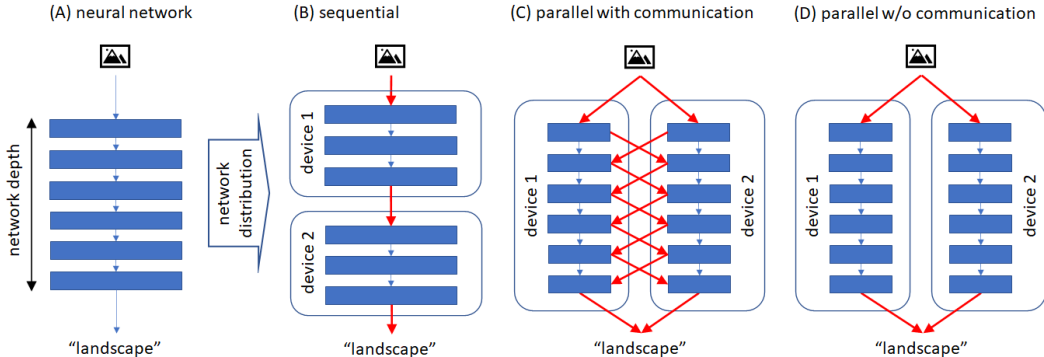 (A) neural network
(B) sequential
(C) parallel with communication
(D) parallel w/o communication
network depth
network
distribution
device 1
device 2
device 1
device 2
device 1
device 2
"landscape"
"landscape"
"landscape"
"landscape"